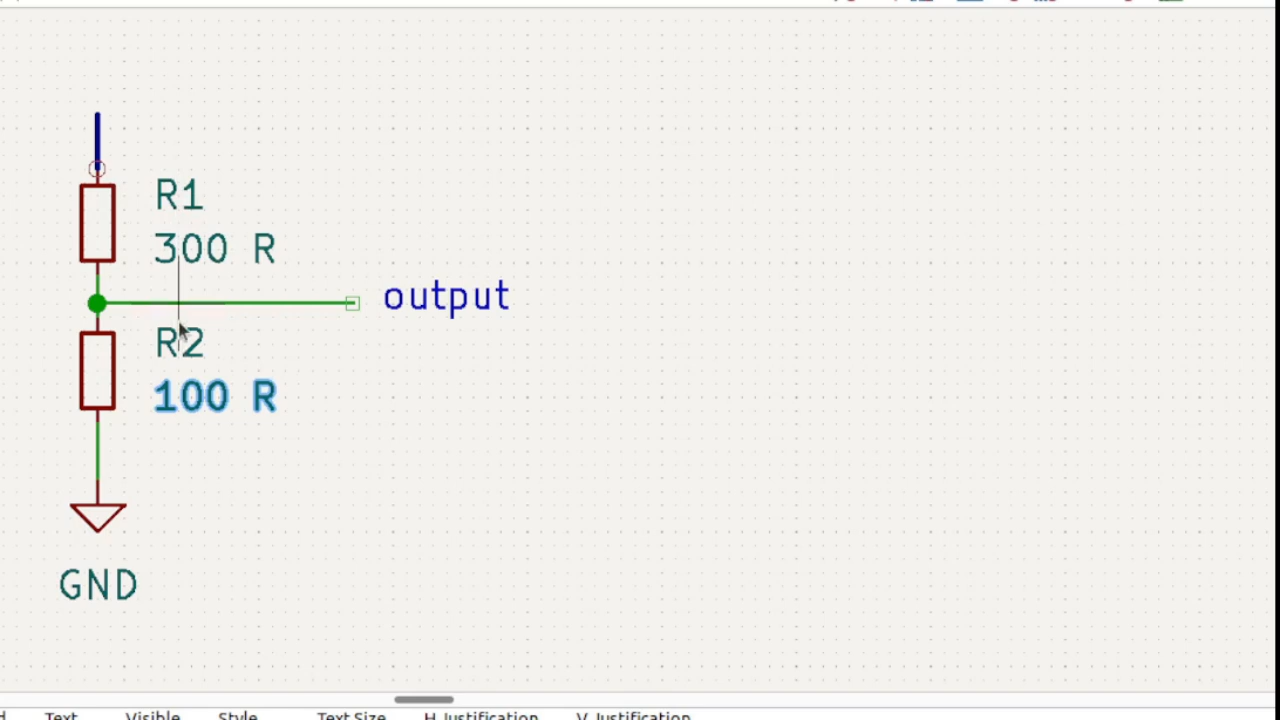 R1
300 R
output
R2
100 R
GND
Text Visible Style Text Size H Justification V Justification